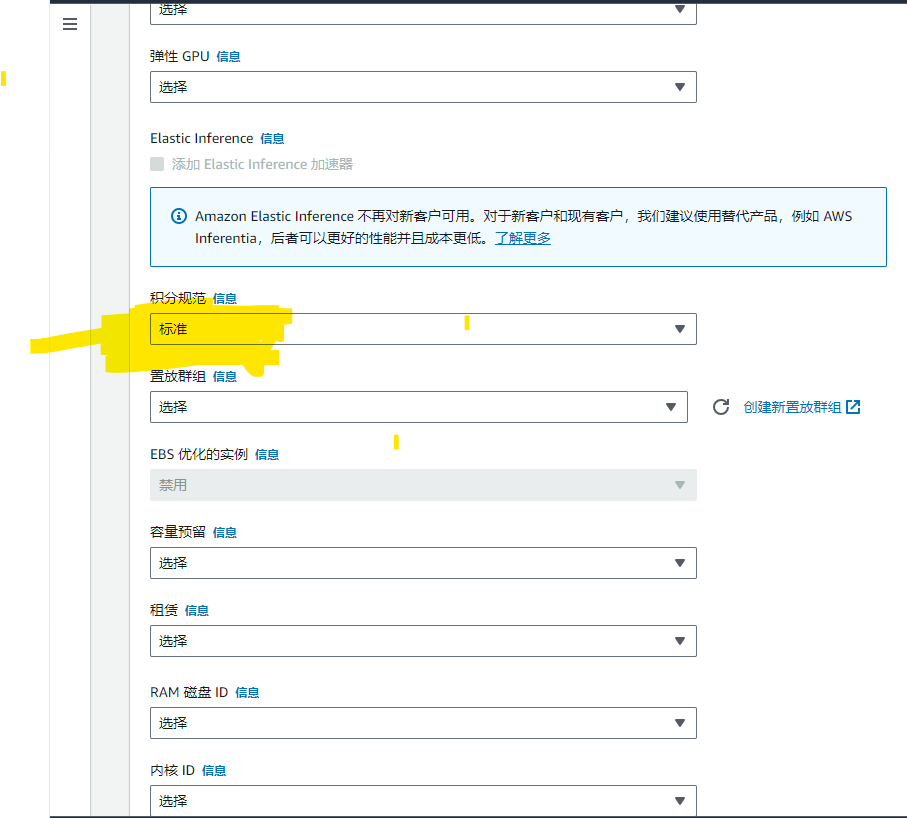 选择
弹性 GPU 信息
选择
Elastic Inference 信息
添加 Elastic Inference 加速器
Amazon Elastic Inference 不再对新客户可用。对于新客户和现有客户，我们建议使用替代产品，例如 AWS
Inferentia，后者可以更好的性能并且成本更低。了解更多
积分规范 信息
标准
置放群组 信息
选择
创建新置放群组
EBS 优化的实例 信息
禁用
容量预留 信息
选择
租赁 信息
选择
RAM 磁盘 ID 信息
选择
内核 ID 信息
选择